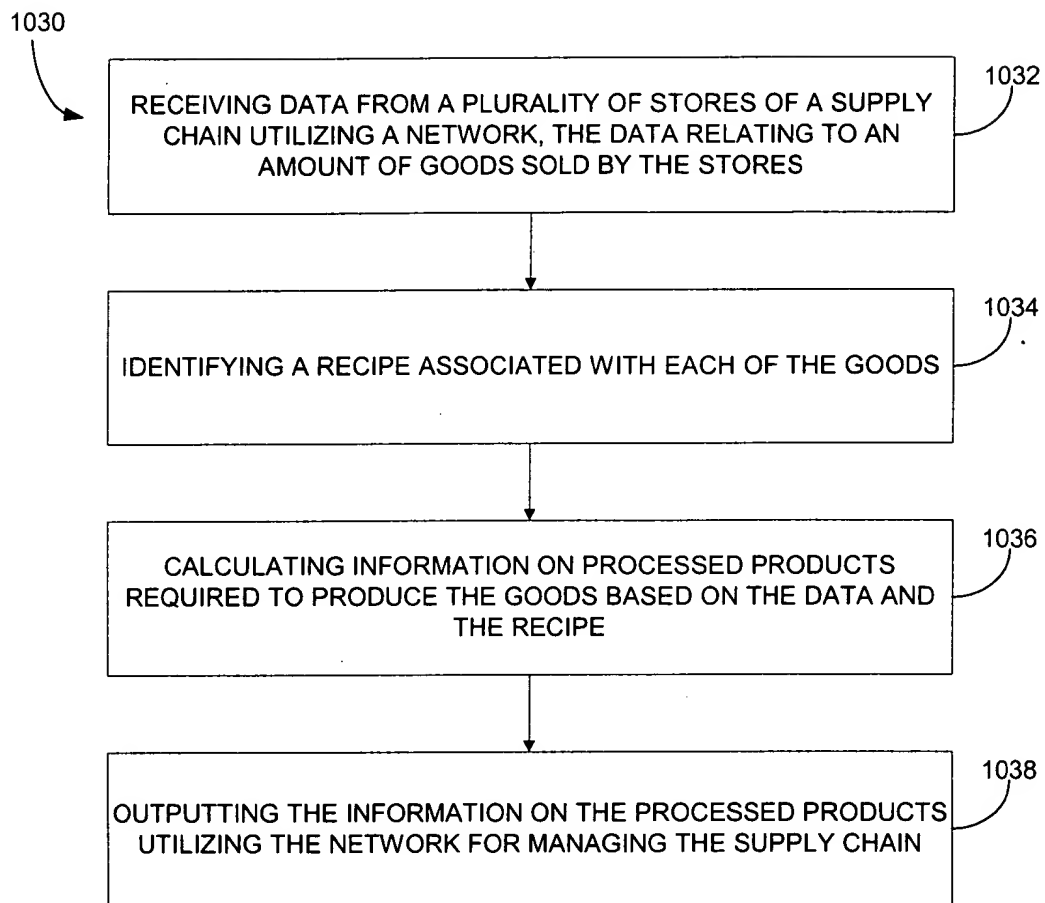 1030
1032
RECEIVING DATA FROM A PLURALITY OF STORES OF A SUPPLY
CHAIN UTILIZING A NETWORK, THE DATA RELATING TO AN
AMOUNT OF GOODS SOLD BY THE STORES
1034
IDENTIFYING A RECIPE ASSOCIATED WITH EACH OF THE GOODS
1036
CALCULATING INFORMATION ON PROCESSED PRODUCTS
REQUIRED TO PRODUCE THE GOODS BASED ON THE DATA AND
THE RECIPE
1038
OUTPUTTING THE INFORMATION ON THE PROCESSED PRODUCTS
UTILIZING THE NETWORK FOR MANAGING THE SUPPLY CHAIN